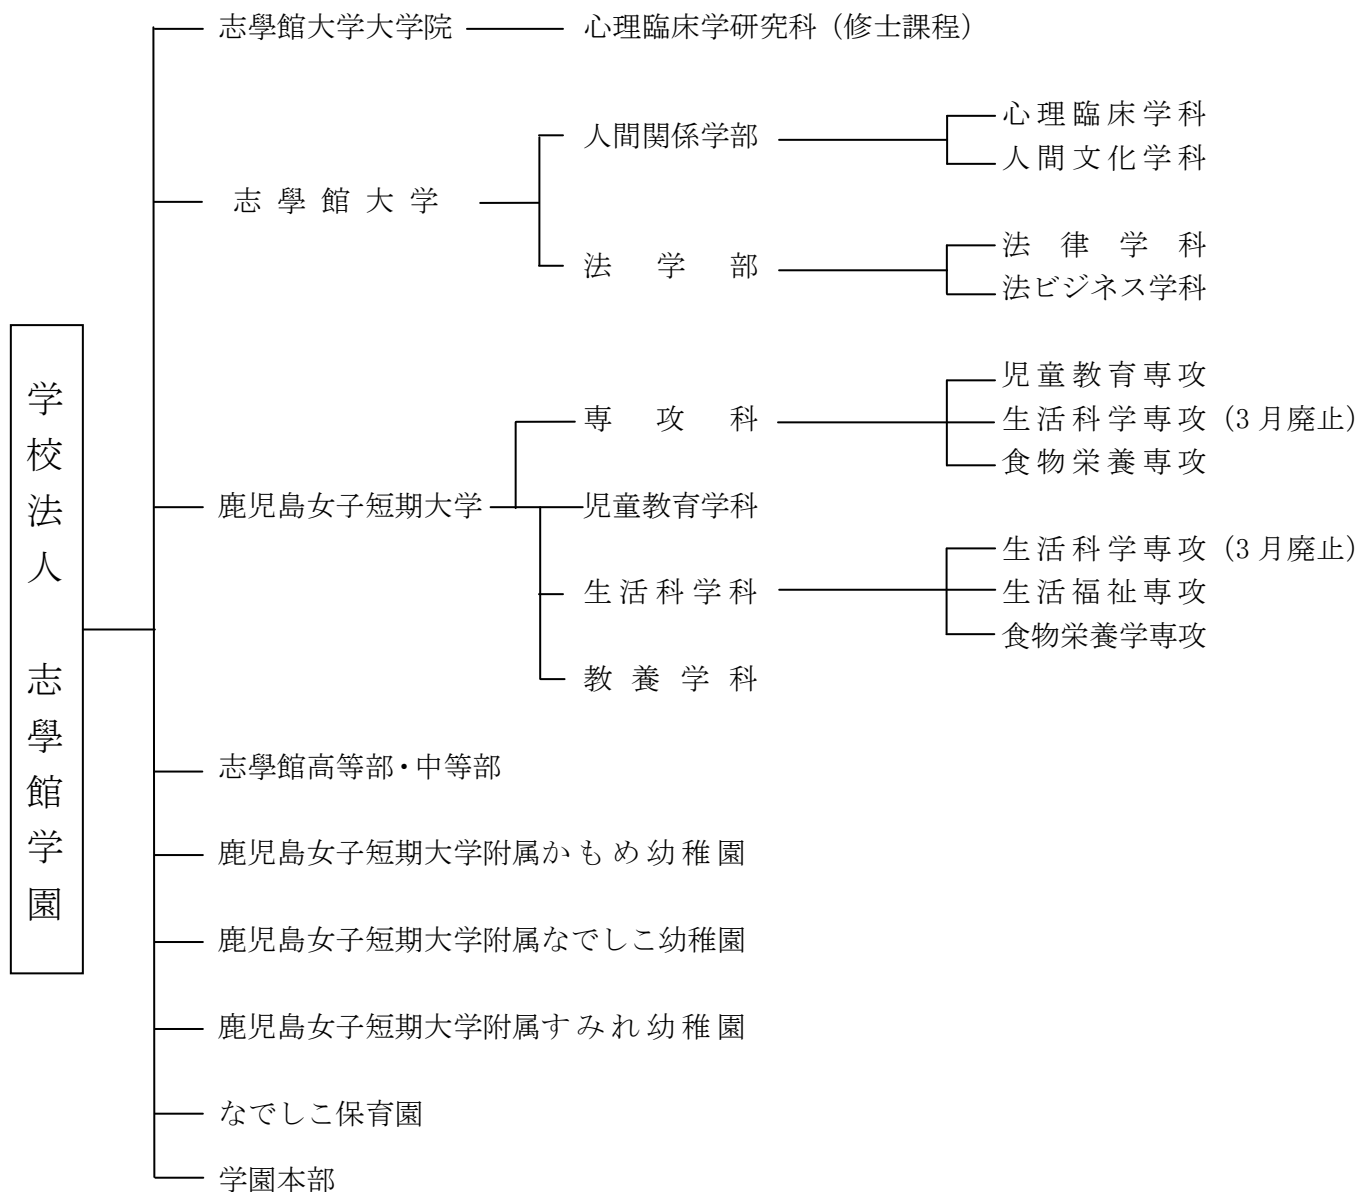 学校法人　志學館学園
志學館大学大学院
心理臨床学研究科（修士課程）
志學館大学
人間関係学部
心理臨床学科
人間文化学科
法学部
法律学科
法ビジネス学科
鹿児島女子短期大学
専攻科
児童教育専攻
生活科学専攻（3月廃止）
食物栄養専攻
児童教育学科
生活科学科
生活科学専攻（3月廃止）
生活福祉専攻
食物栄養学専攻
教養学科
志學館高等部・中等部
鹿児島女子短期大学附属かもめ幼稚園
鹿児島女子短期大学附属なでしこ幼稚園
鹿児島女子短期大学附属すみれ幼稚園
なでしこ保育園
学園本部